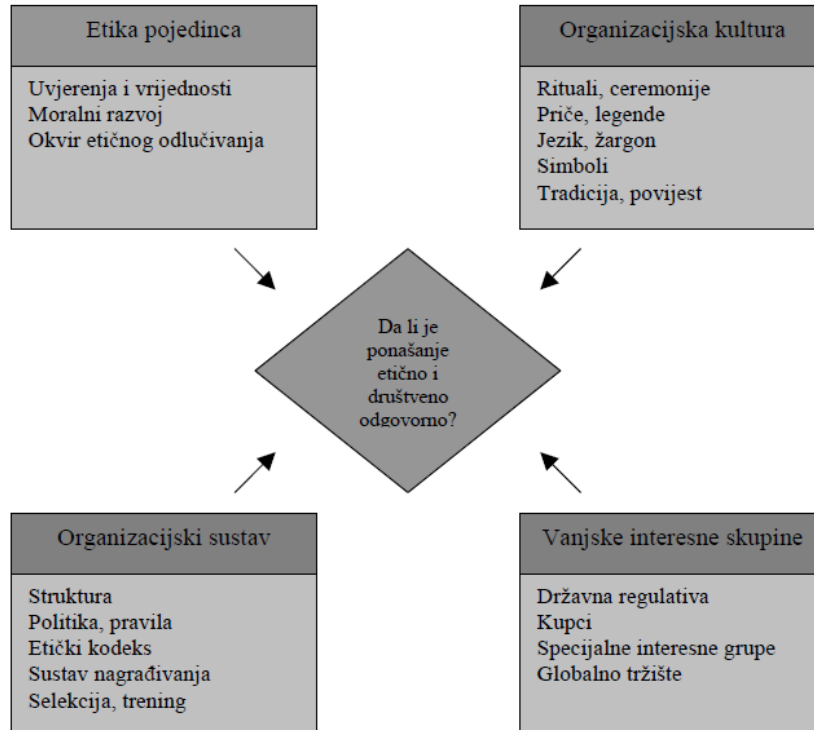 Etika pojedinca
Uvjerenja i vrijednosti
Moralni razvoj
Okvir etičnog odlučivanja
Organizacijska kultura
Rituali, ceremonije
Priče, legende
Jezik, žargon
Simboli
Tradicija, povijest
Da li je
ponašanje
etično i
društveno
odgovorno?
Organizacijski sustav
Struktura
Politika, pravila
Etički kodeks
Sustav nagrađivanja
Selekcija, trening
Vanjske interesne skupine
Državna regulativa
Kupci
Specijalne interesne grupe
Globalno tržište